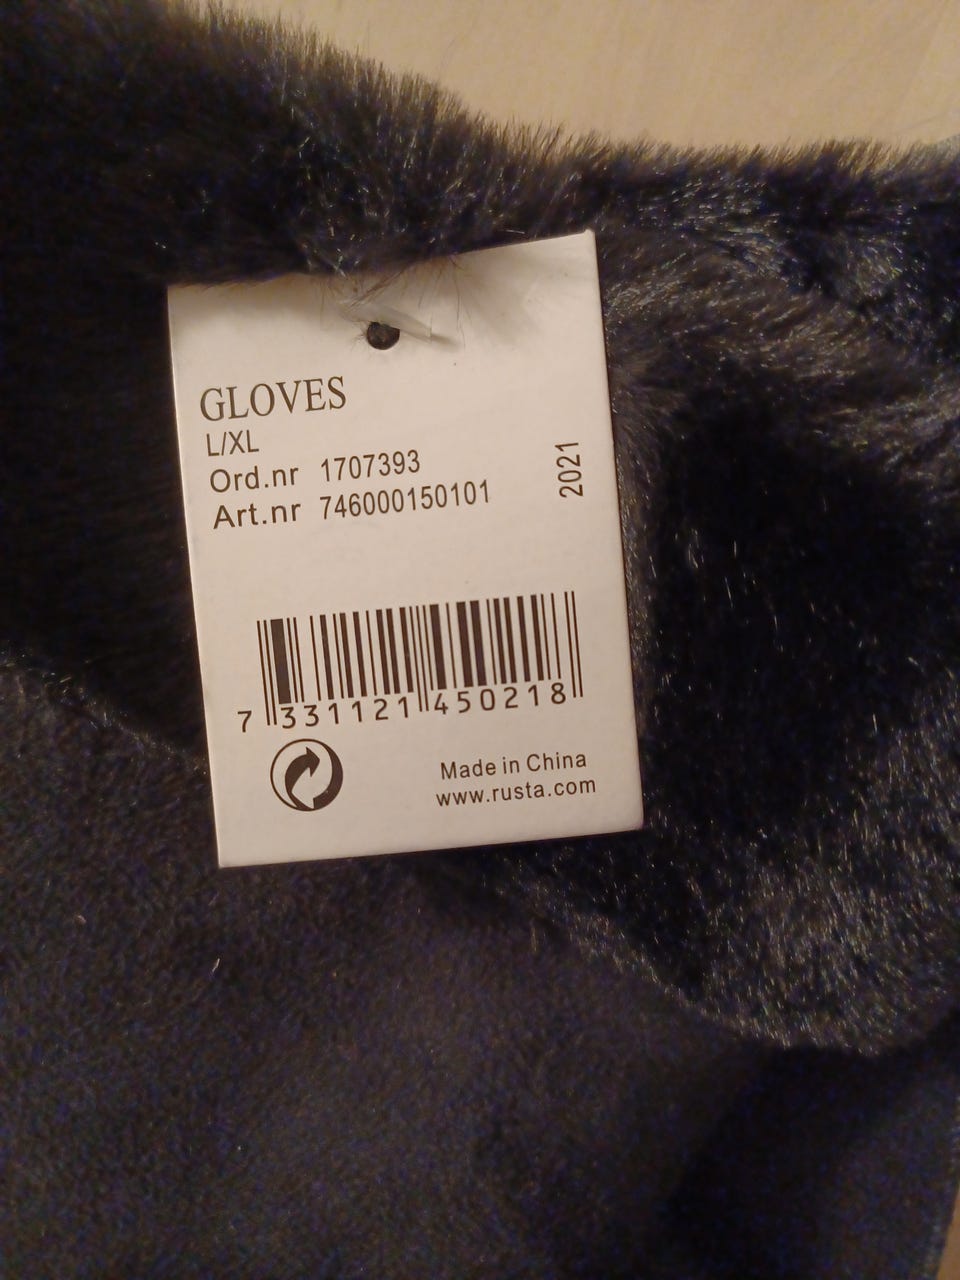 GLOVES
L/XL
Ord.nr 1707393
Art.nr 746000150101
2021
7 331121 450218
Made in China
www.rusta.com